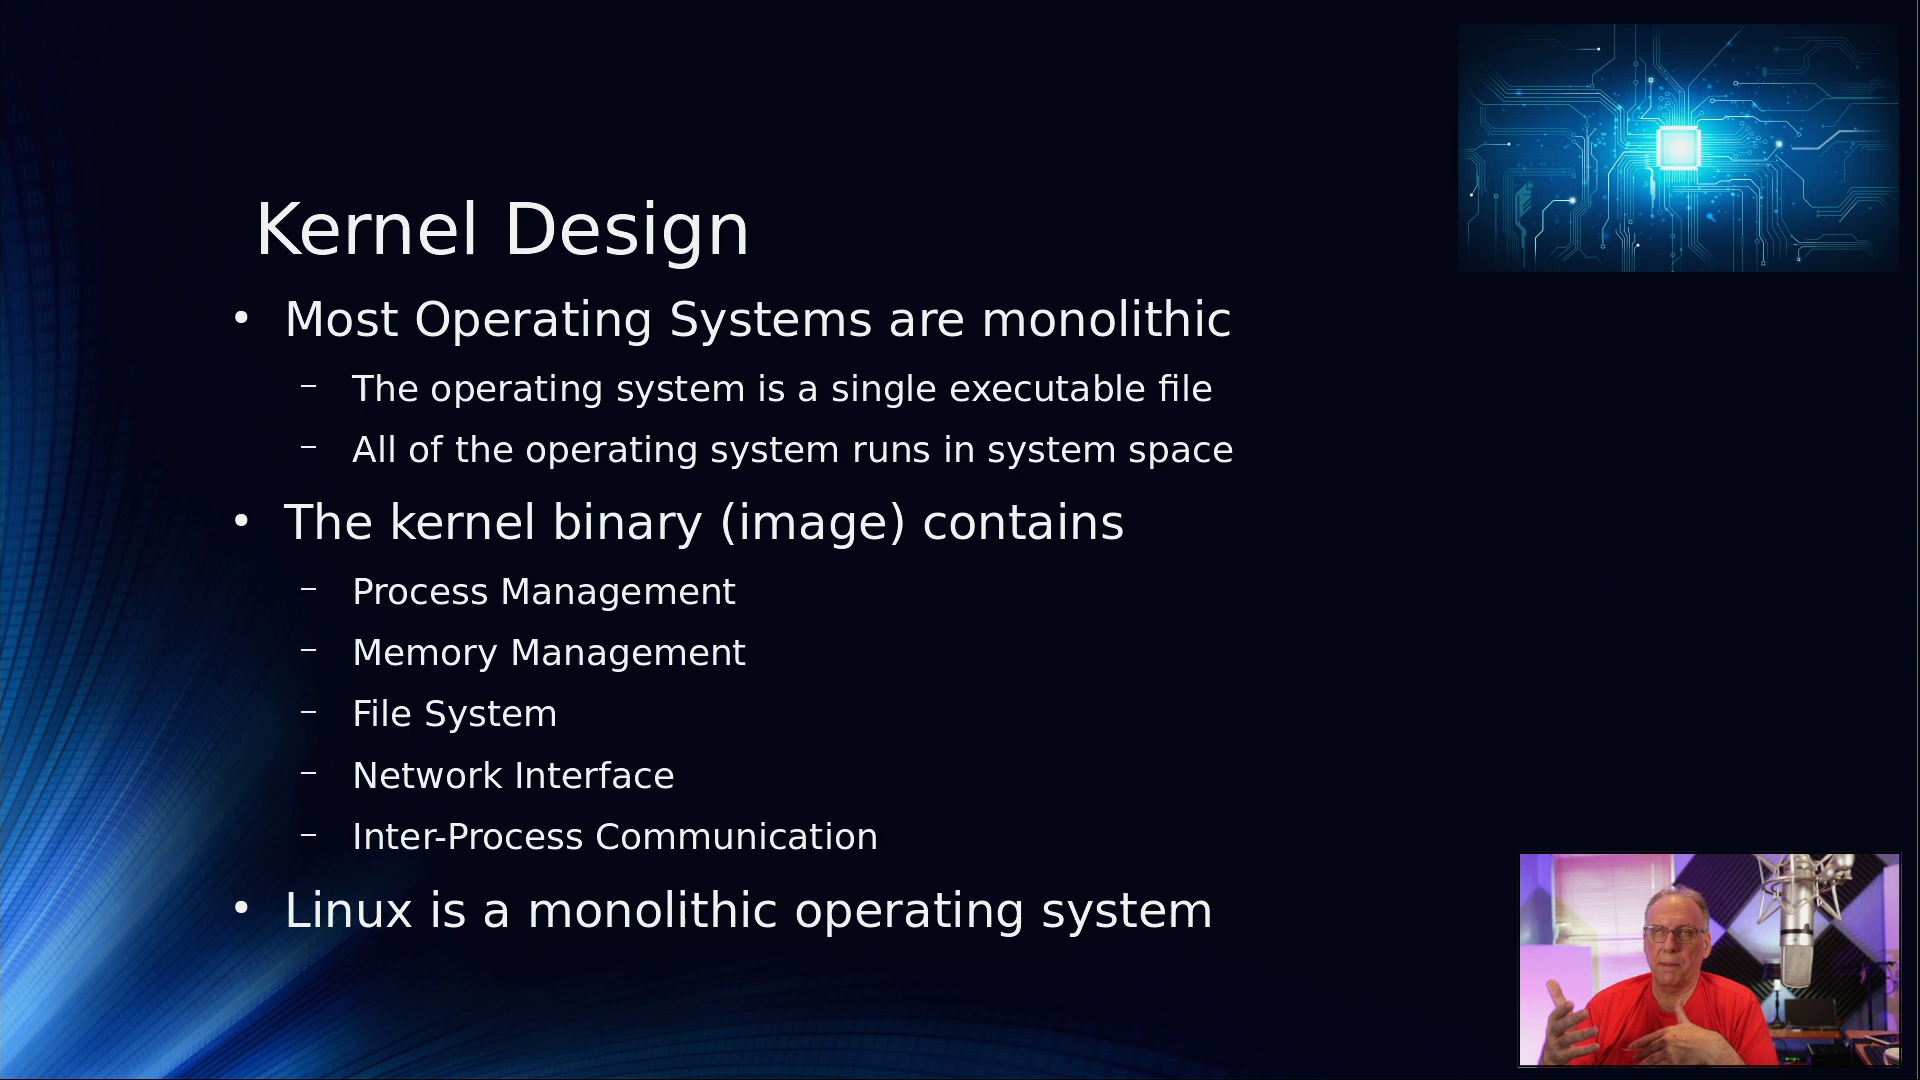 Kernel Design
• Most Operating Systems are monolithic
– The operating system is a single executable file
– All of the operating system runs in system space
• The kernel binary (image) contains
– Process Management
– Memory Management
– File System
– Network Interface
– Inter-Process Communication
• Linux is a monolithic operating system